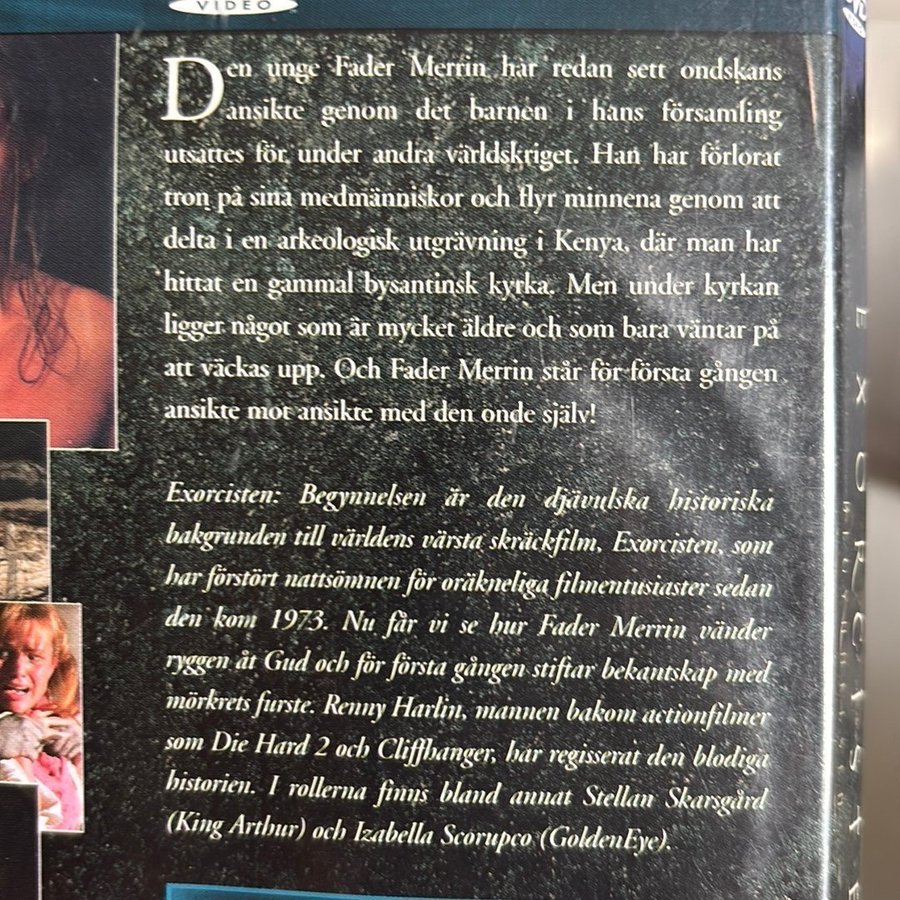 VIDEO
Den unge Fader Merrin har redan sett ondskans
ansikte genom det barnen i hans församling
utsattes för under andra världskriget. Han har förlorat
tron på sina medmänniskor och flyr minnena genom att
delta i en arkeologisk utgrävning i Kenya, där man har
hittat en gammal bysantinsk kyrka. Men under kyrkan
ligger något som är mycket äldre och som bara väntar på
att väckas upp. Och Fader Merrin står för första gången
ansikte mot ansikte med den onde själv!
Exorcisten: Begynnelsen är den djävulska historiska
bakgrunden till världens värsta skräckfilm, Exorcisten, som
har förstört nattsömnen för oräkneliga filmentusiaster sedan
den kom 1973. Nu får vi se hur Fader Merrin vänder
ryggen åt Gud och för första gången stiftar bekantskap med
mörkrets furste. Renny Harlin, mannen bakom actionfilmer
som Die Hard 2 och Cliffhanger, har regisserat den blodiga
historien. I rollerna finns bland annat Stellan Skarsgård
(King Arthur) och Izabella Scorupco (GoldenEye).
EXORCISTE